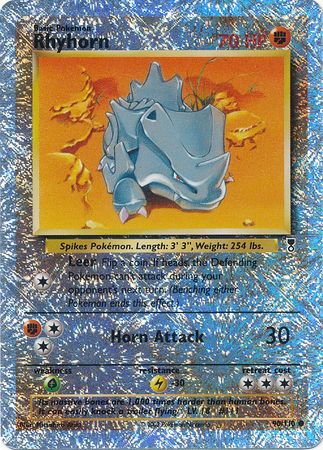 Basic Pokémon
Rhyhorn
70 HP
Spikes Pokémon. Length: 3' 3", Weight: 254 lbs.
Leer Flip a coin. If heads, the Defending
Pokémon can't attack during your
opponent's next turn. (Benching either
Pokémon ends this effect.)
Horn Attack 30
weakness resistance retreat cost
-30
Its massive bones are 1,000 times harder than human bones.
It can easily knock a trailer flying. LV. 18 #111
90/110